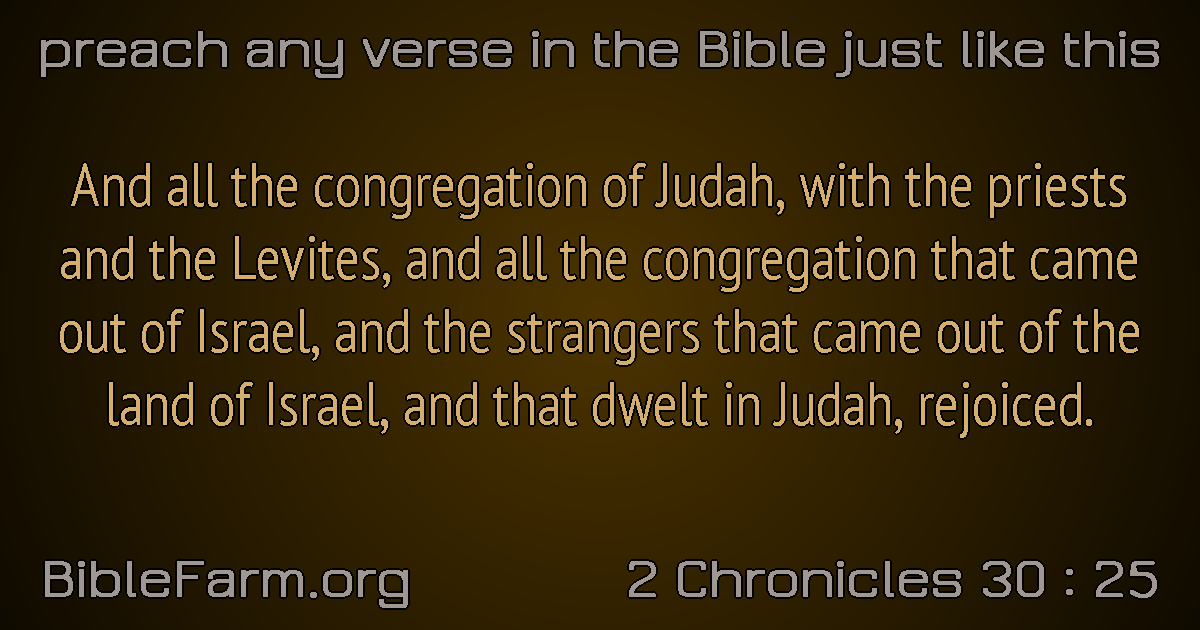 preach any verse in the Bible just like this
And all the congregation of Judah, with the priests
and the Levites, and all the congregation that came
out of Israel, and the strangers that came out of the
land of Israel, and that dwelt in Judah, rejoiced.
BibleFarm.org
2 Chronicles 30 : 25